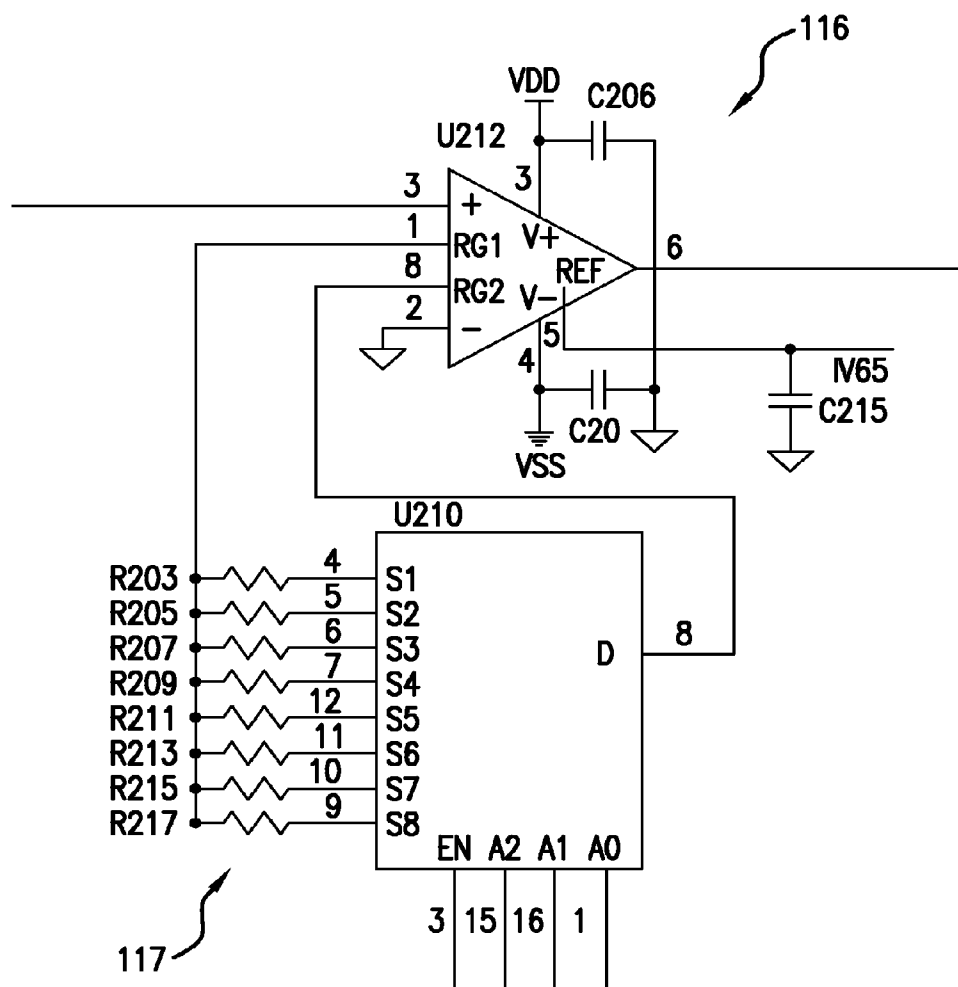 116
VDD
C206
U212
3
3
+
V+
1
RG1
REF
6
8
RG2
V-
2
-
5
4
IV65
C215
C20
VSS
U210
R203
4
S1
R205
5
S2
R207
6
S3
D
8
R209
7
S4
R211
12
S5
R213
11
S6
R215
10
S7
R217
9
S8
EN
A2
A1
A0
3
15
16
1
117